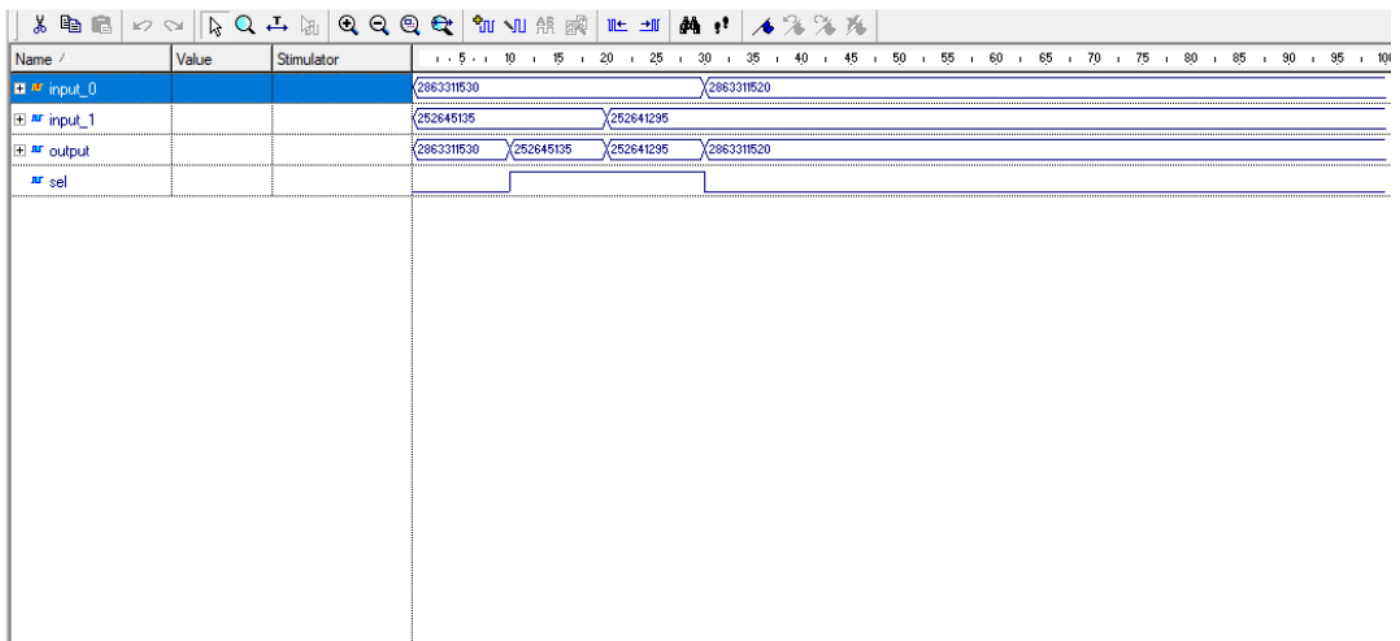 Name Value Stimulator 5 10 15 20 25 30 35 40 45 50 55 60 65 70 75 80 85 90 95
input_0 2863311530 2863311520
input_1 252645135 252641295
output 2863311530 252645135 252641295 2863311520
sel